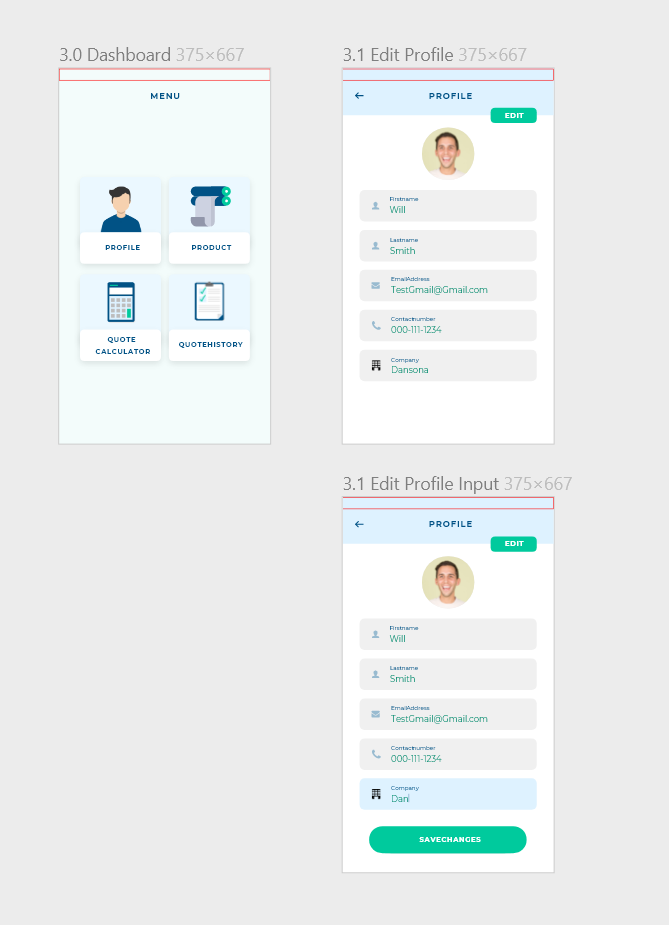 3.0 Dashboard 375×667
MENU
PROFILE
PRODUCT
QUOTE
CALCULATOR
QUOTEHISTORY
3.1 Edit Profile 375×667
PROFILE
EDIT
Firstname
Will
Lastname
Smith
EmailAddress
TestGmail@Gmail.com
Contactnumber
000-111-1234
Company
Dansona
3.1 Edit Profile Input 375×667
PROFILE
EDIT
Firstname
Will
Lastname
Smith
EmailAddress
TestGmail@Gmail.com
Contactnumber
000-111-1234
Company
Dan
SAVECHANGES